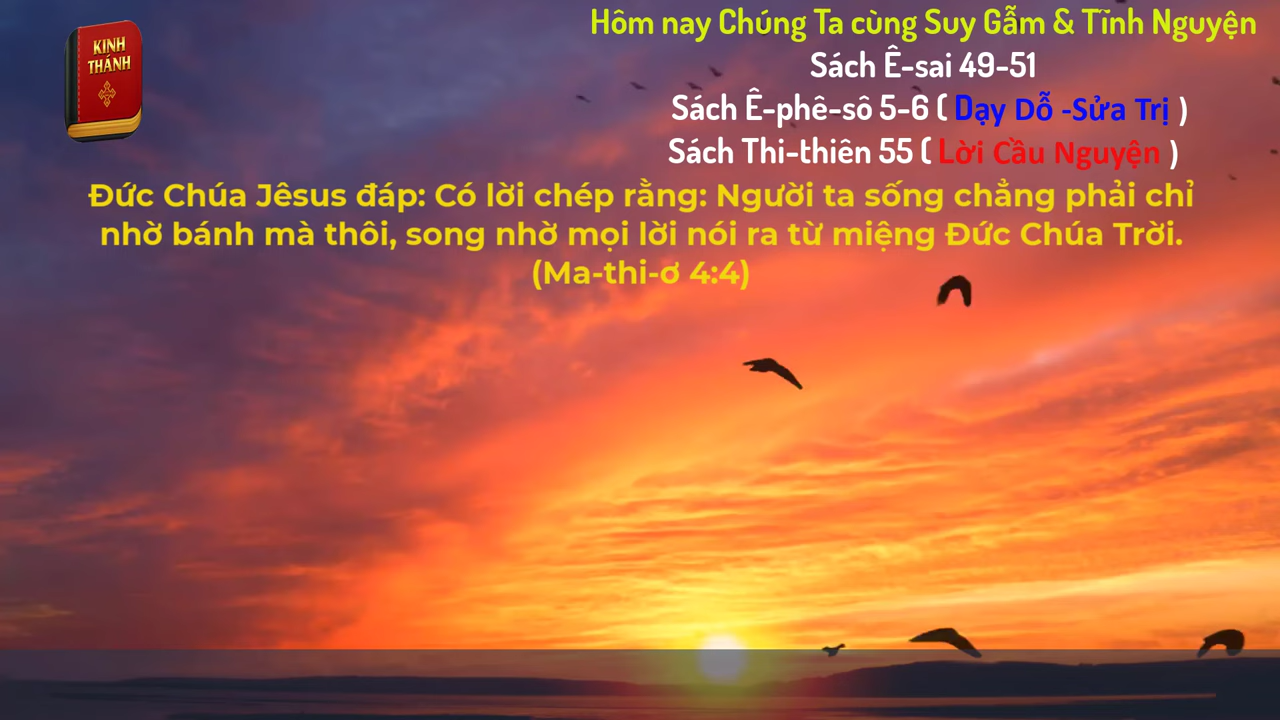 KINH
THÁNH
Hôm nay Chúng Ta cùng Suy Gẫm & Tĩnh Nguyện
Sách Ê-sai 49-51
Sách Ê-phê-sô 5-6 ( Dạy Dỗ -Sửa Trị )
Sách Thi-thiên 55 ( Lời Cầu Nguyện )
Đức Chúa Jêsus đáp: Có lời chép rằng: Người ta sống chẳng phải chỉ
nhờ bánh mà thôi, song nhờ mọi lời nói ra từ miệng Đức Chúa Trời.
(Ma-thi-ơ 4:4)